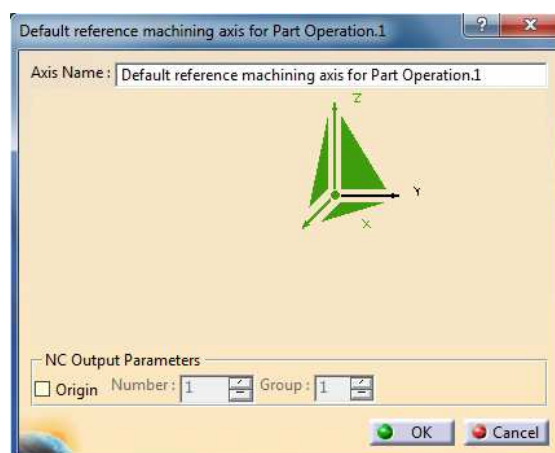 Default reference machining axis for Part Operation.1
Axis Name : Default reference machining axis for Part Operation.1
Z
Y
X
NC Output Parameters
Origin Number : 1 Group : 1
OK Cancel